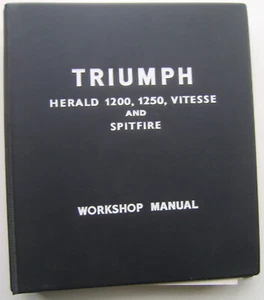 TRIUMPH
HERALD 1200, 1250, VITESSE
AND
SPITFIRE
WORKSHOP MANUAL